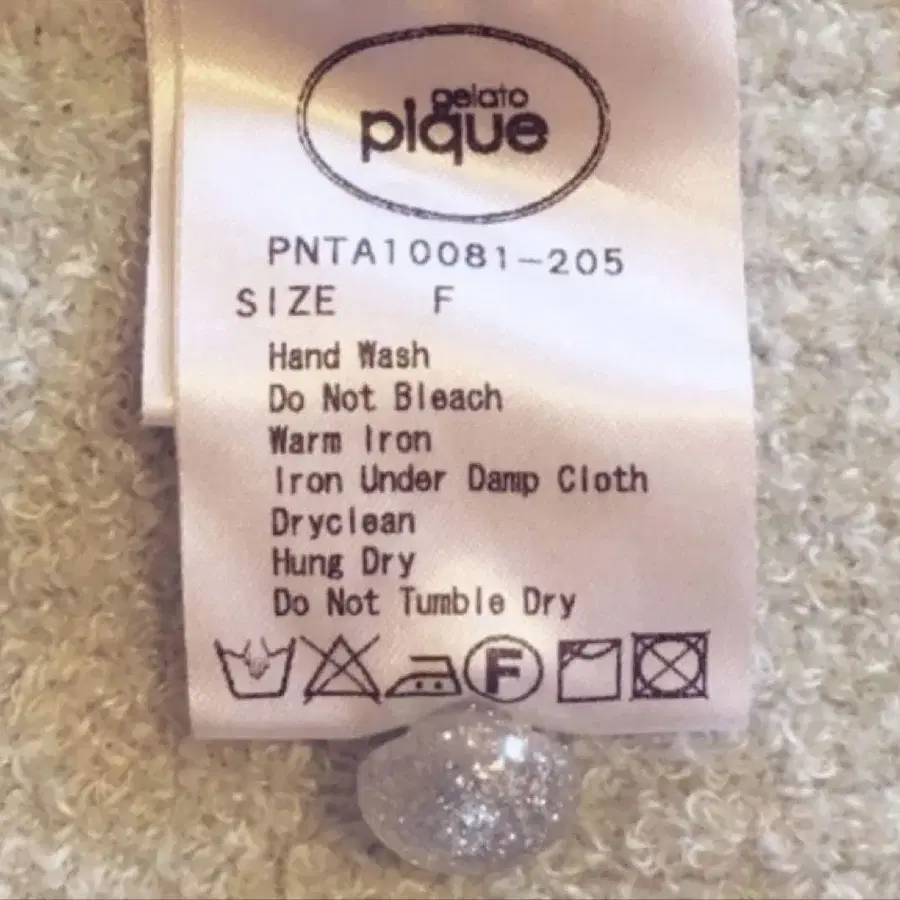 gelato
pique
PNTA10081-205
SIZE F
Hand Wash
Do Not Bleach
Warm Iron
Iron Under Damp Cloth
Dryclean
Hung Dry
Do Not Tumble Dry
F